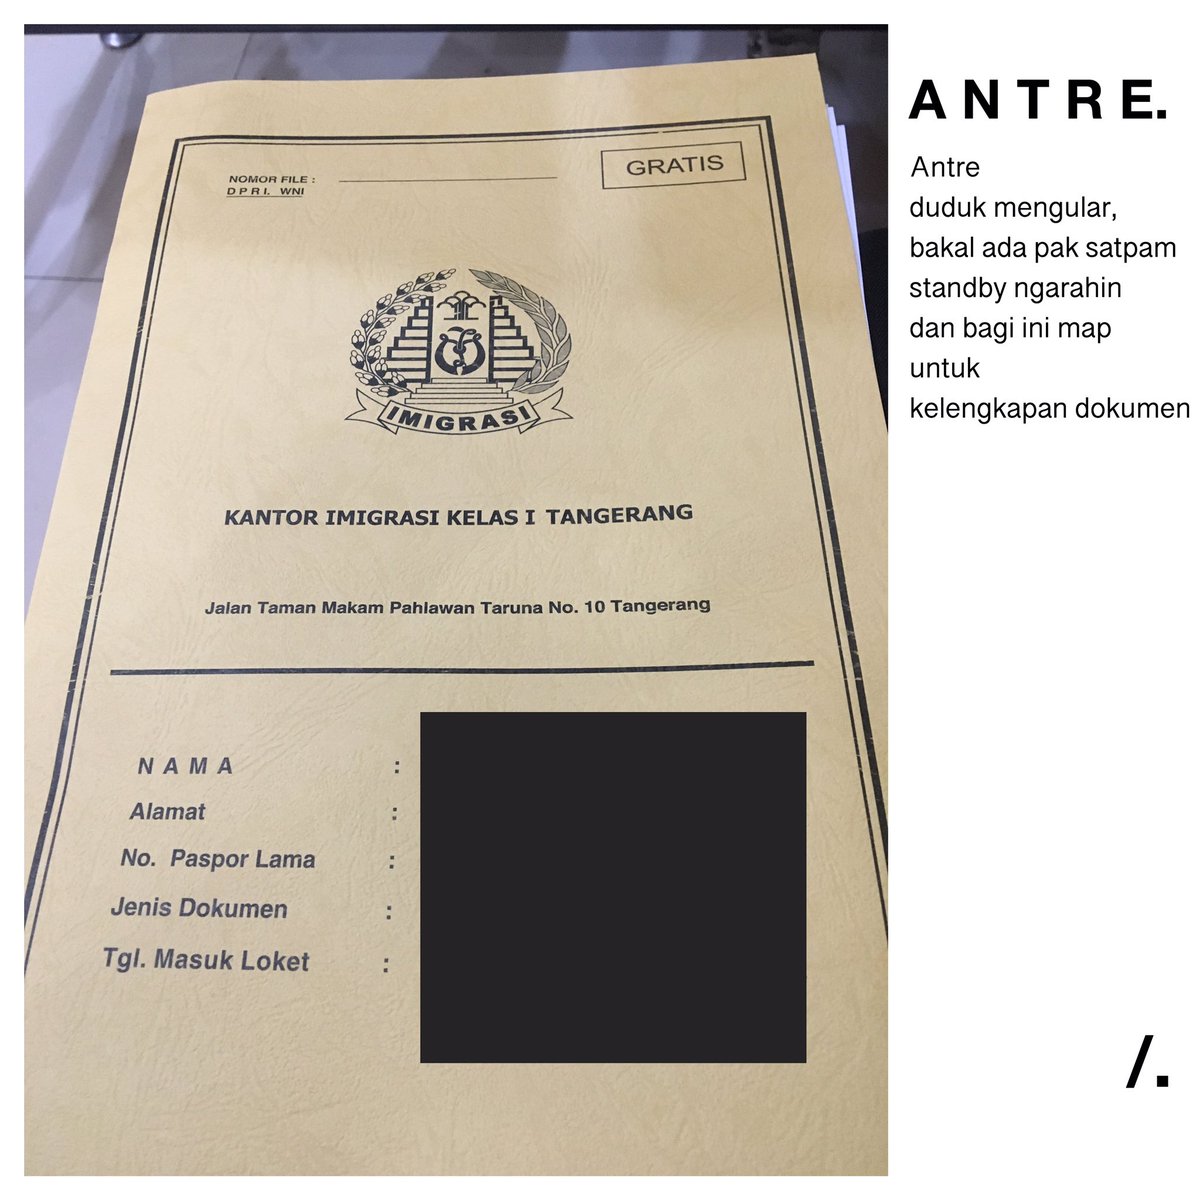 NOMOR FILE :
D P R I. WNI
GRATIS
IMIGRASI
KANTOR IMIGRASI KELAS I TANGERANG
Jalan Taman Makam Pahlawan Taruna No. 10 Tangerang
N A M A :
Alamat :
No. Paspor Lama :
Jenis Dokumen :
Tgl. Masuk Loket :
A N T R E.
Antre
duduk mengular,
bakal ada pak satpam
standby ngarahin
dan bagi ini map
untuk
kelengkapan dokumen
/.